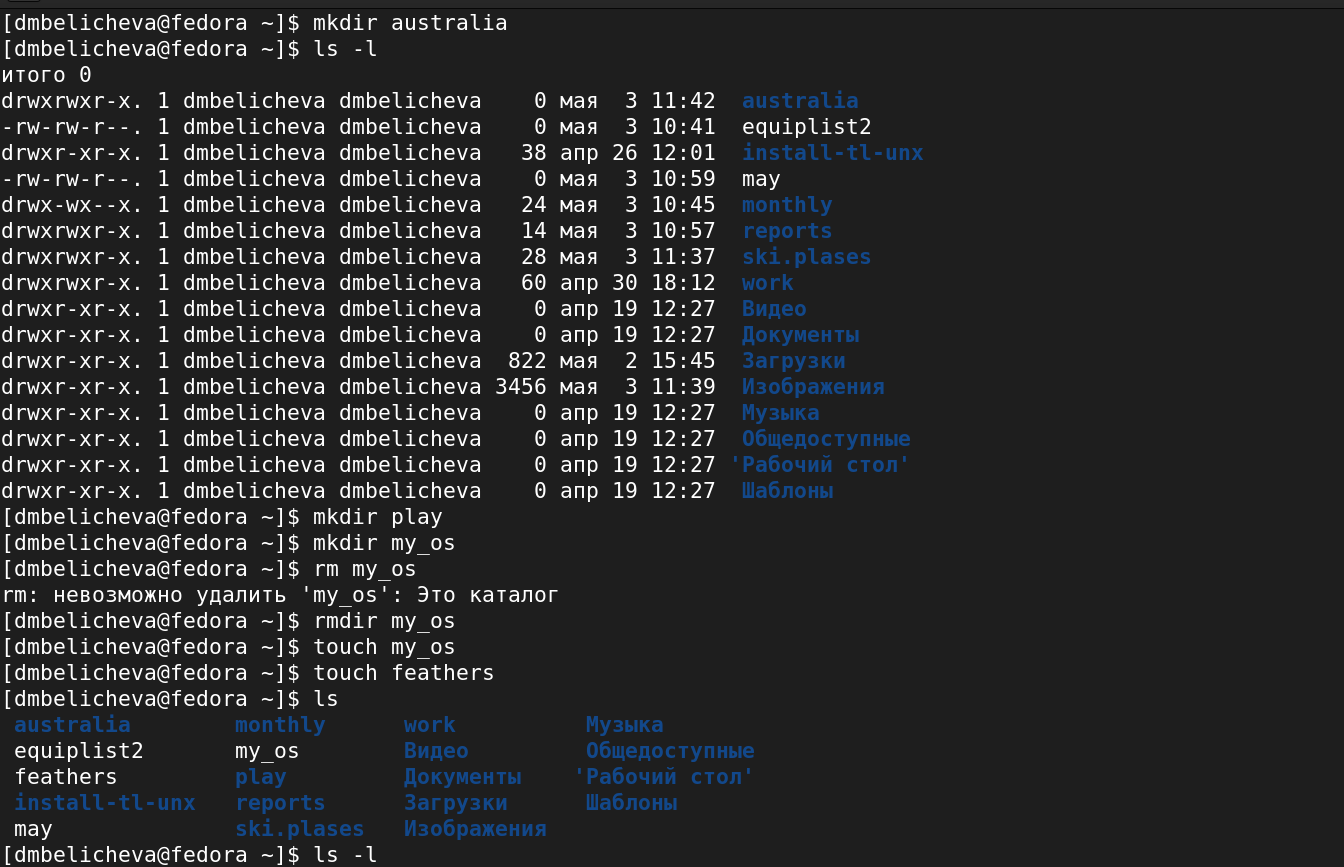 [dmbelicheva@fedora ~]$ mkdir australia
[dmbelicheva@fedora ~]$ ls -l
итого 0
drwxrwxr-x. 1 dmbelicheva dmbelicheva    0 мая  3 11:42  australia
-rw-rw-r--. 1 dmbelicheva dmbelicheva    0 мая  3 10:41  equiplist2
drwxr-xr-x. 1 dmbelicheva dmbelicheva   38 апр 26 12:01  install-tl-unx
-rw-rw-r--. 1 dmbelicheva dmbelicheva    0 мая  3 10:59  may
drwx-wx--x. 1 dmbelicheva dmbelicheva   24 мая  3 10:45  monthly
drwxrwxr-x. 1 dmbelicheva dmbelicheva   14 мая  3 10:57  reports
drwxrwxr-x. 1 dmbelicheva dmbelicheva   28 мая  3 11:37  ski.plases
drwxrwxr-x. 1 dmbelicheva dmbelicheva   60 апр 30 18:12  work
drwxr-xr-x. 1 dmbelicheva dmbelicheva    0 апр 19 12:27  Видео
drwxr-xr-x. 1 dmbelicheva dmbelicheva    0 апр 19 12:27  Документы
drwxr-xr-x. 1 dmbelicheva dmbelicheva  822 мая  2 15:45  Загрузки
drwxr-xr-x. 1 dmbelicheva dmbelicheva 3456 мая  3 11:39  Изображения
drwxr-xr-x. 1 dmbelicheva dmbelicheva    0 апр 19 12:27  Музыка
drwxr-xr-x. 1 dmbelicheva dmbelicheva    0 апр 19 12:27  Общедоступные
drwxr-xr-x. 1 dmbelicheva dmbelicheva    0 апр 19 12:27 'Рабочий стол'
drwxr-xr-x. 1 dmbelicheva dmbelicheva    0 апр 19 12:27  Шаблоны
[dmbelicheva@fedora ~]$ mkdir play
[dmbelicheva@fedora ~]$ mkdir my_os
[dmbelicheva@fedora ~]$ rm my_os
rm: невозможно удалить 'my_os': Это каталог
[dmbelicheva@fedora ~]$ rmdir my_os
[dmbelicheva@fedora ~]$ touch my_os
[dmbelicheva@fedora ~]$ touch feathers
[dmbelicheva@fedora ~]$ ls
 australia        monthly      work          Музыка
 equiplist2       my_os        Видео         Общедоступные
 feathers         play         Документы    'Рабочий стол'
 install-tl-unx   reports      Загрузки      Шаблоны
 may              ski.plases   Изображения
[dmbelicheva@fedora ~]$ ls -l